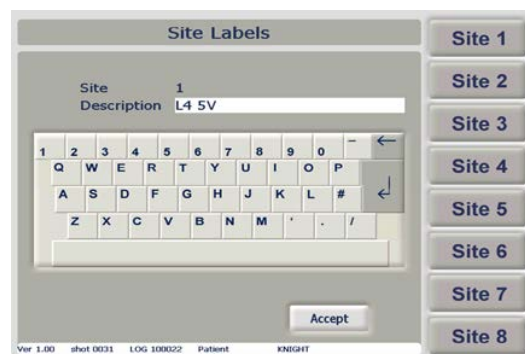 Site Labels
Site 1
Description L4 5V
1 2 3 4 5 6 7 8 9 0 - ←
Q W E R T Y U I O P
A S D F G H J K L #
Z X C V B N M ' . /
Accept
Ver 1.00 shot 0031 LOG 100022 Patient KNIGHT
Site 1
Site 2
Site 3
Site 4
Site 5
Site 6
Site 7
Site 8